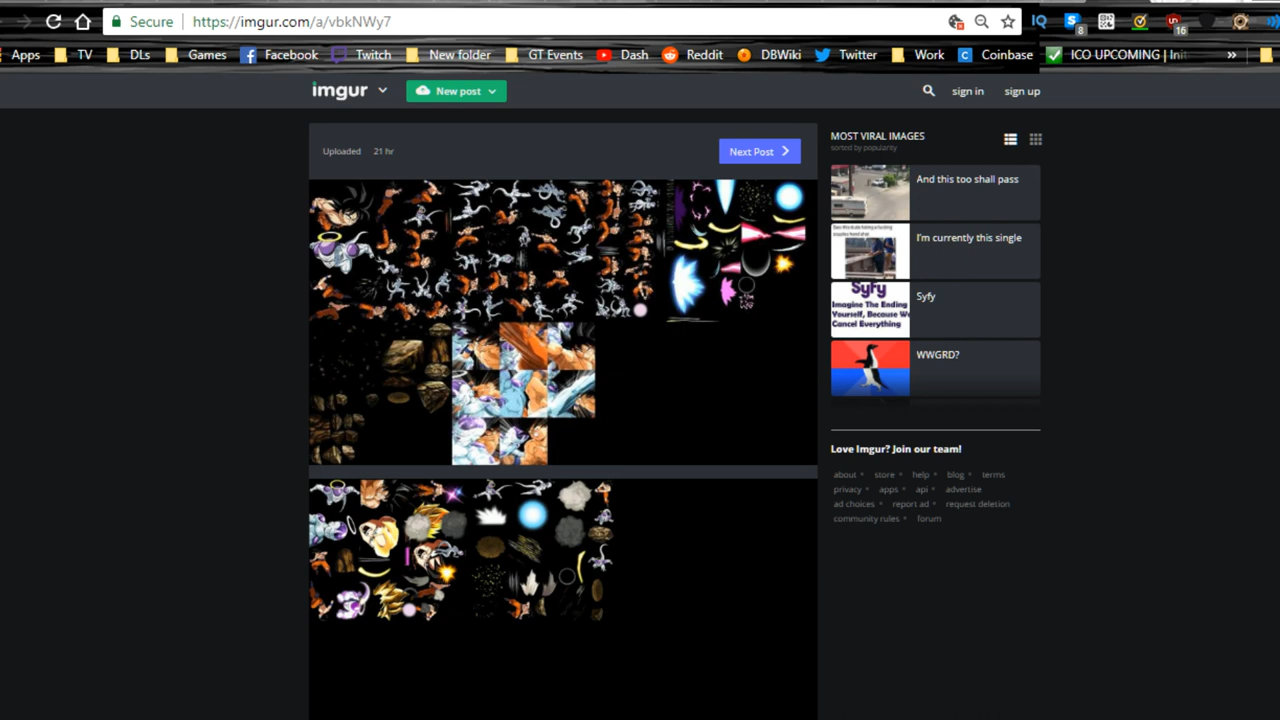 Secure https://imgur.com/a/vbkNWy7
IQ
8
16
Apps TV DLs Games Facebook Twitch New folder GT Events Dash Reddit DBWiki Twitter Work Coinbase ICO UPCOMING | Init »
imgur New post sign in sign up
Uploaded 21 hr
Next Post
MOST VIRAL IMAGES
sorted by popularity
And this too shall pass
I'm currently this single
SyFy
Imagine The Ending
Yourself, Because We
Cancel Everything
Syfy
WWGRD?
Love Imgur? Join our team!
about • store • help • blog • terms
privacy • apps • api • advertise
ad choices • report ad • request deletion
community rules • forum